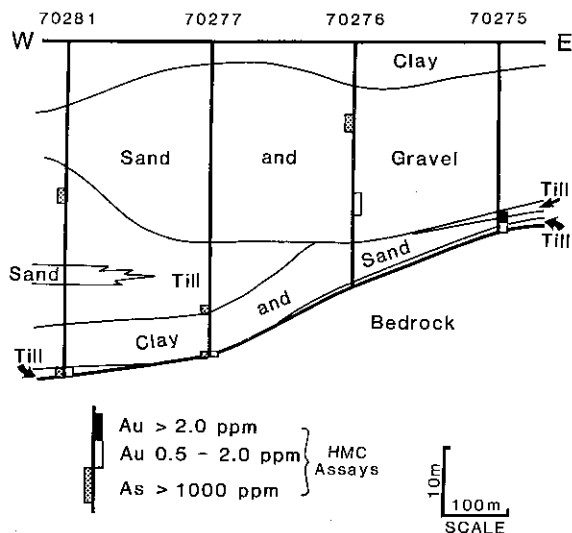 70281 70277 70276 70275
W E
Clay
Sand and Gravel
Till
Till
Sand
Sand Till
and
Clay
Bedrock
Till
Au > 2.0 ppm
Au 0.5 - 2.0 ppm
As > 1000 ppm
HMC
Assays
10m
100m
SCALE